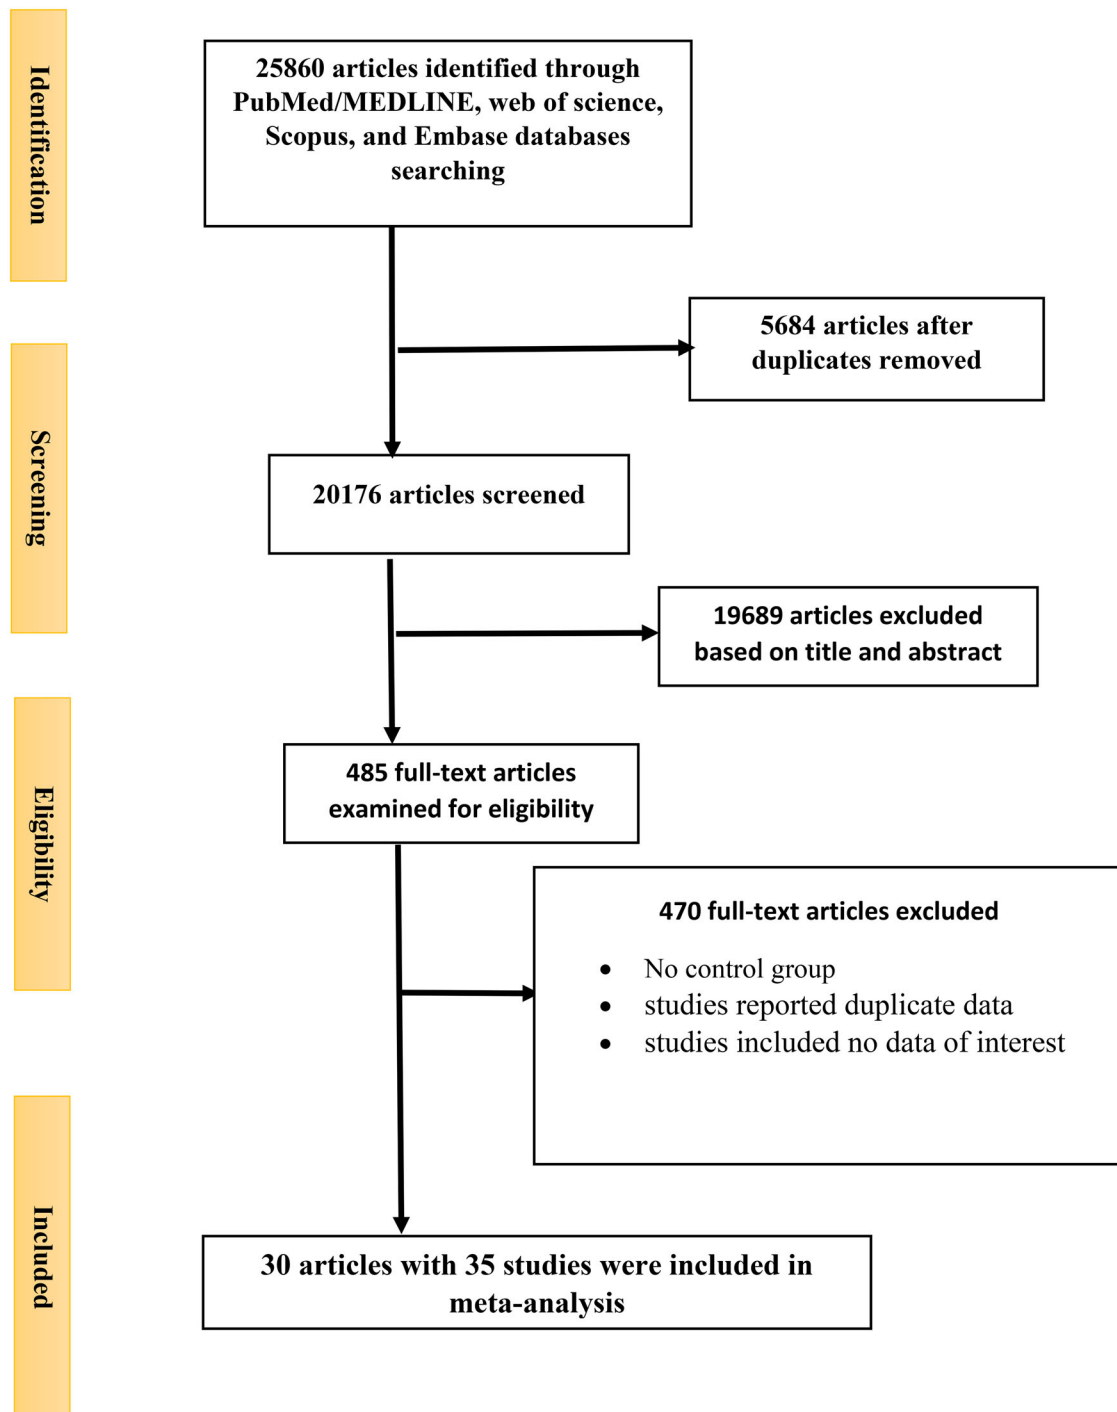 Identification
25860 articles identified through
PubMed/MEDLINE, web of science,
Scopus, and Embase databases
searching
5684 articles after
duplicates removed
Screening
20176 articles screened
19689 articles excluded
based on title and abstract
Eligibility
485 full-text articles
examined for eligibility
470 full-text articles excluded
• No control group
• studies reported duplicate data
• studies included no data of interest
Included
30 articles with 35 studies were included in
meta-analysis